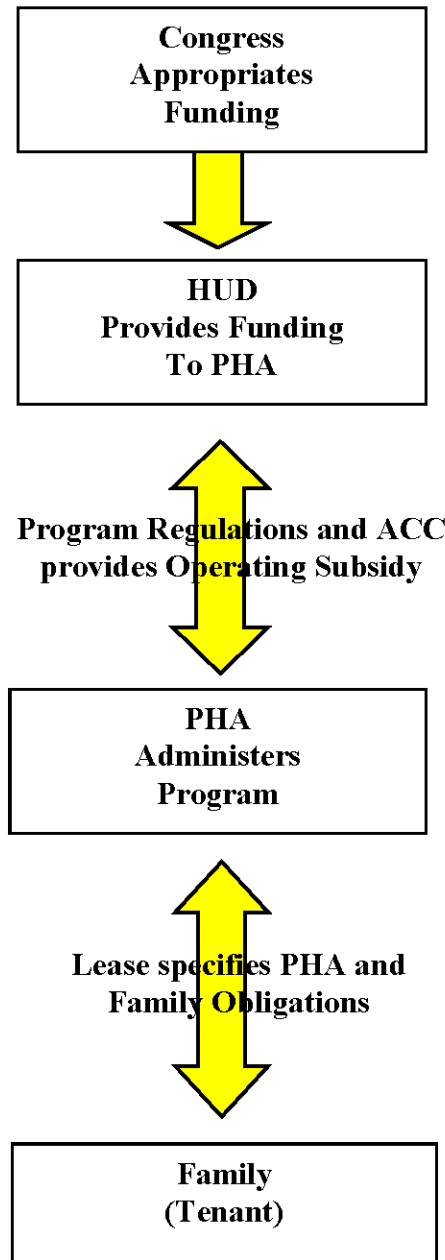 Congress
Appropriates
Funding
HUD
Provides Funding
To PHA
Program Regulations and ACC
provides Operating Subsidy
PHA
Administers
Program
Lease specifies PHA and
Family Obligations
Family
(Tenant)